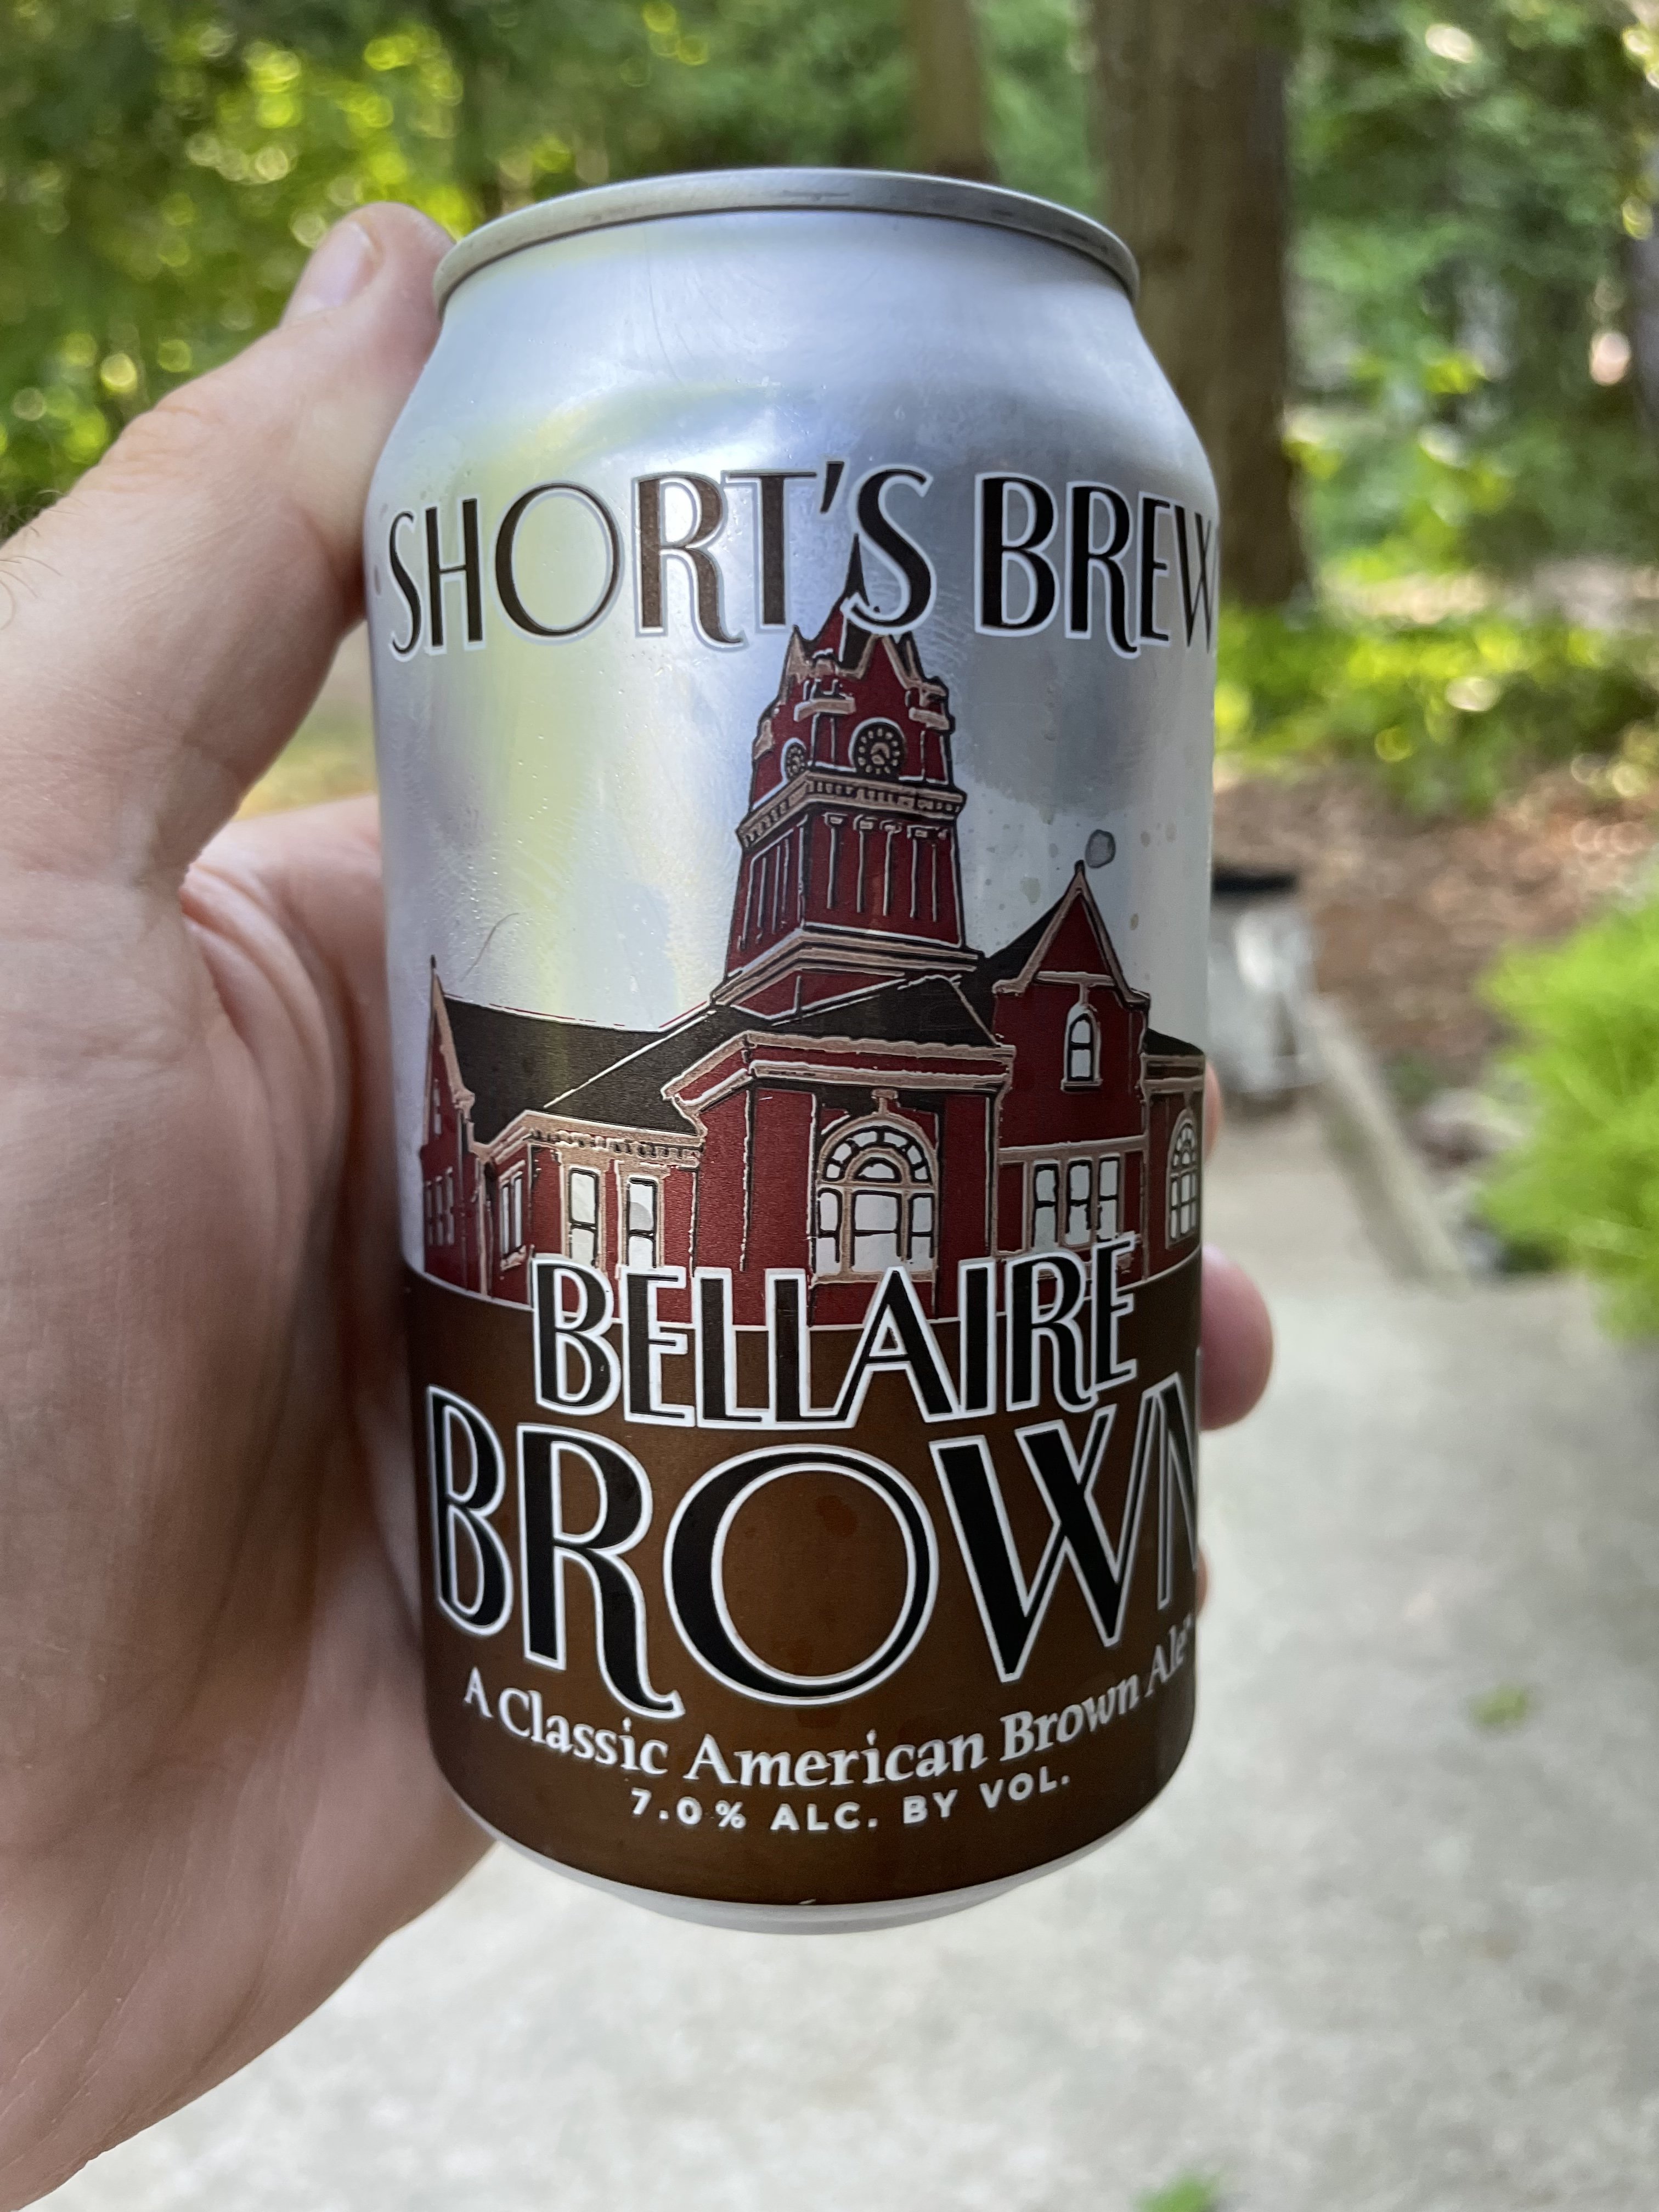 SHORT'S BREW
BELLAIRE
BROWN
A Classic American Brown Ale
7.0% ALC. BY VOL.